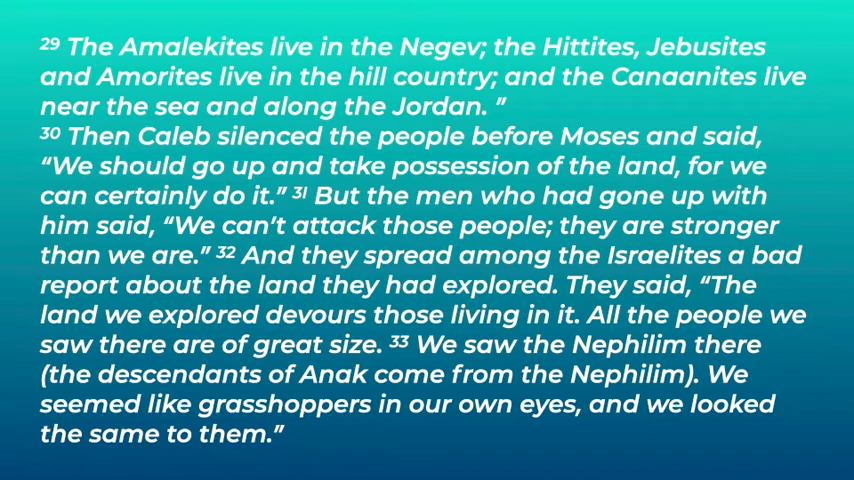 29 The Amalekites live in the Negev; the Hittites, Jebusites
and Amorites live in the hill country; and the Canaanites live
near the sea and along the Jordan. ”
30 Then Caleb silenced the people before Moses and said,
“We should go up and take possession of the land, for we
can certainly do it.” 31 But the men who had gone up with
him said, “We can’t attack those people; they are stronger
than we are.” 32 And they spread among the Israelites a bad
report about the land they had explored. They said, “The
land we explored devours those living in it. All the people we
saw there are of great size. 33 We saw the Nephilim there
(the descendants of Anak come from the Nephilim). We
seemed like grasshoppers in our own eyes, and we looked
the same to them.”